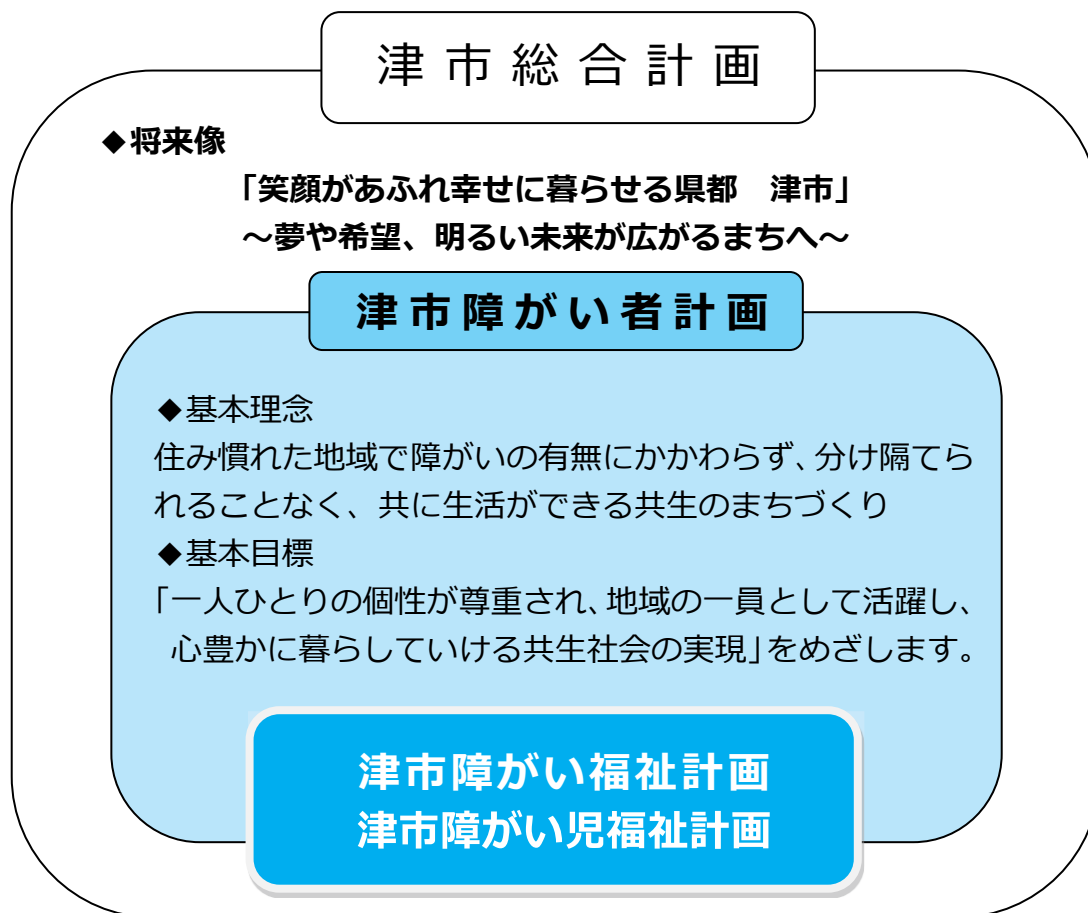 津市総合計画
◆将来像
「笑顔があふれ幸せに暮らせる県都　津市」
～夢や希望、明るい未来が広がるまちへ～
津市障がい者計画
◆基本理念
住み慣れた地域で障がいの有無にかかわらず、分け隔てら
れることなく、共に生活ができる共生のまちづくり
◆基本目標
「一人ひとりの個性が尊重され、地域の一員として活躍し、
心豊かに暮らしていける共生社会の実現」をめざします。
津市障がい福祉計画
津市障がい児福祉計画